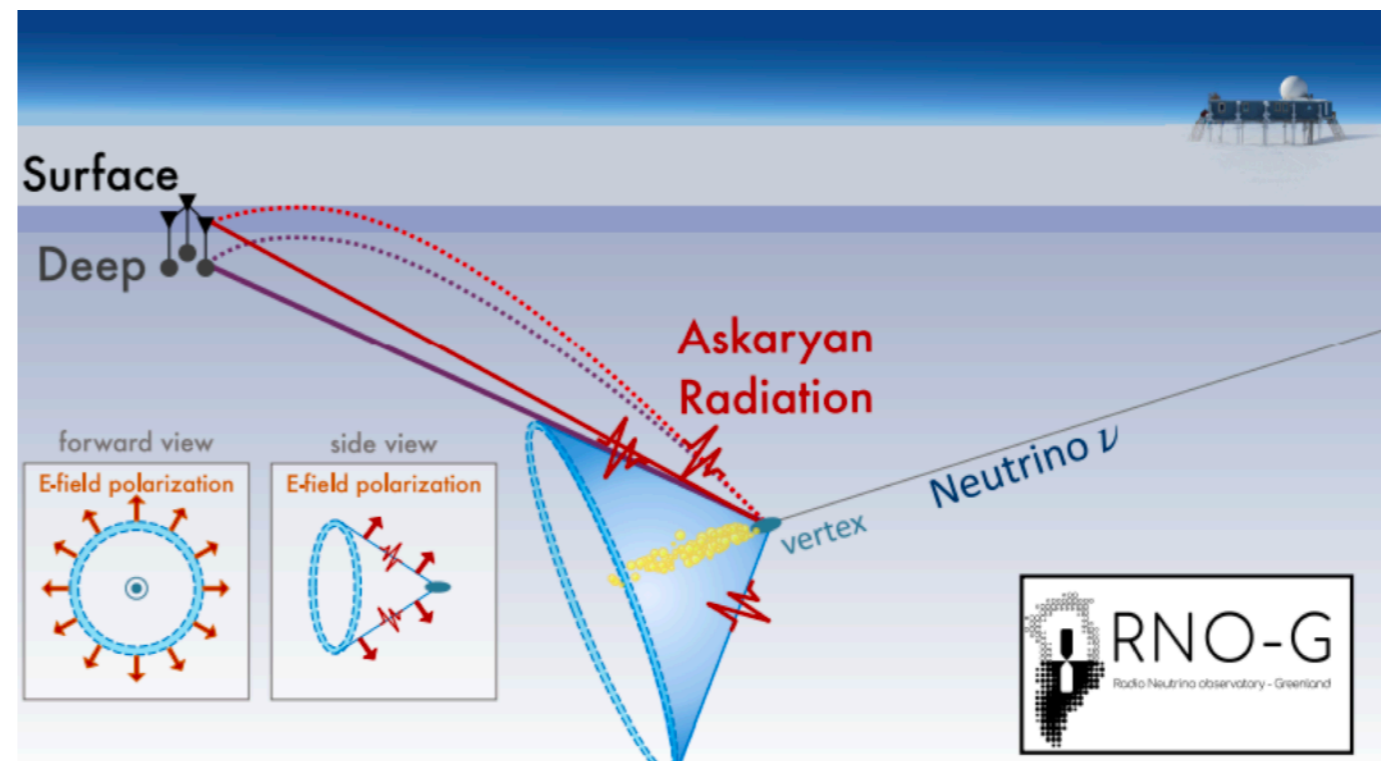 Surface
Deep
Askaryan
Radiation
Neutrino ν
vertex
forward view
E-field polarization
side view
E-field polarization
RNO-G
Radio Neutrino observatory - Greenland